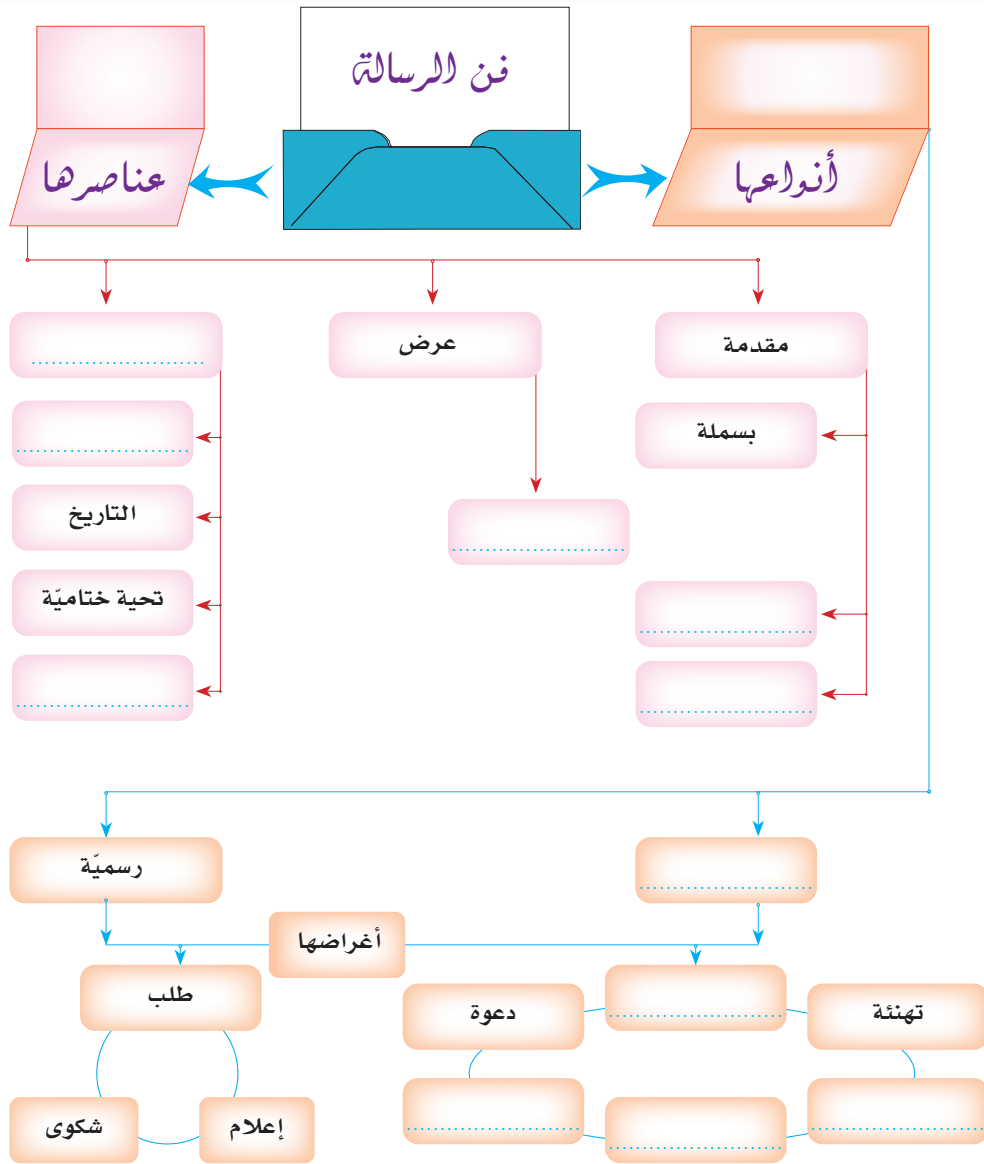 فن الرسالة
أنواعها
عناصرها
مقدمة
عرض
بسملة
التاريخ
تحية ختاميّة
رسميّة
أغراضها
طلب
دعوة
تهنئة
شكوى
إعلام